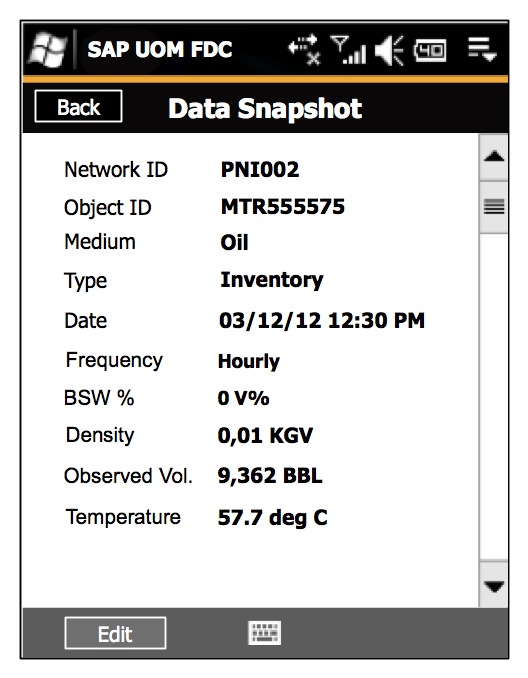 SAP UOM FDC
Back Data Snapshot
Network ID PNI002
Object ID MTR555575
Medium Oil
Type Inventory
Date 03/12/12 12:30 PM
Frequency Hourly
BSW % 0 V%
Density 0,01 KGV
Observed Vol. 9,362 BBL
Temperature 57.7 deg C
Edit